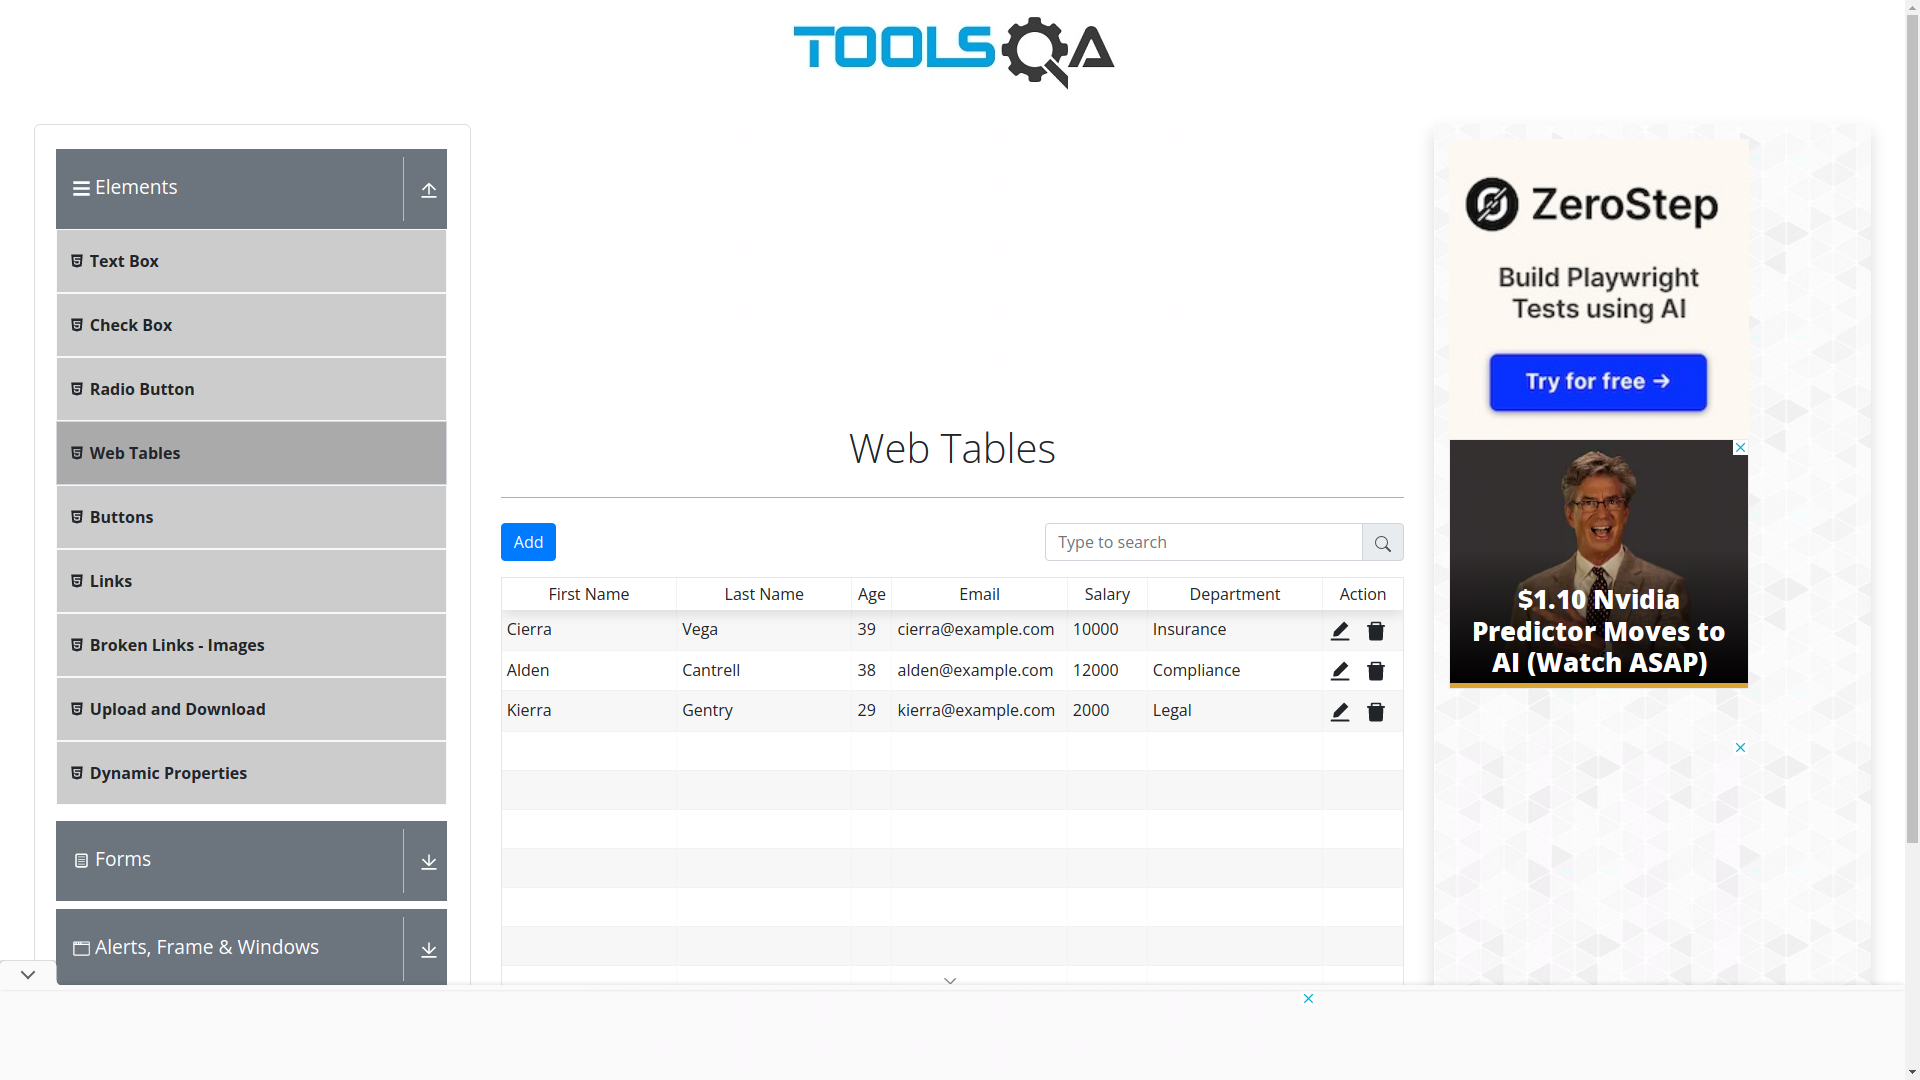 TOOLSQA
Elements
Text Box
Check Box
Radio Button
Web Tables
Buttons
Links
Broken Links - Images
Upload and Download
Dynamic Properties
Forms
Alerts, Frame & Windows
Web Tables
Add
Type to search
First Name Last Name Age Email Salary Department Action
Cierra Vega 39 cierra@example.com 10000 Insurance
Alden Cantrell 38 alden@example.com 12000 Compliance
Kierra Gentry 29 kierra@example.com 2000 Legal
ZeroStep
Build Playwright
Tests using AI
Try for free →
$1.10 Nvidia
Predictor Moves to
AI (Watch ASAP)